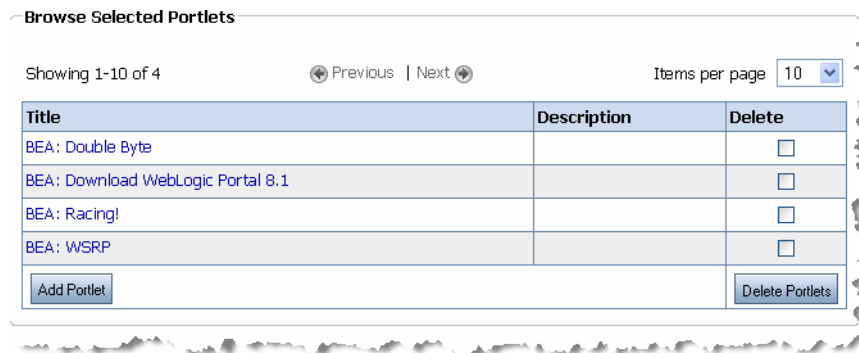 Browse Selected Portlets
Showing 1-10 of 4 Previous | Next Items per page 10
Title Description Delete
BEA: Double Byte
BEA: Download WebLogic Portal 8.1
BEA: Racing!
BEA: WSRP
Add Portlet Delete Portlets